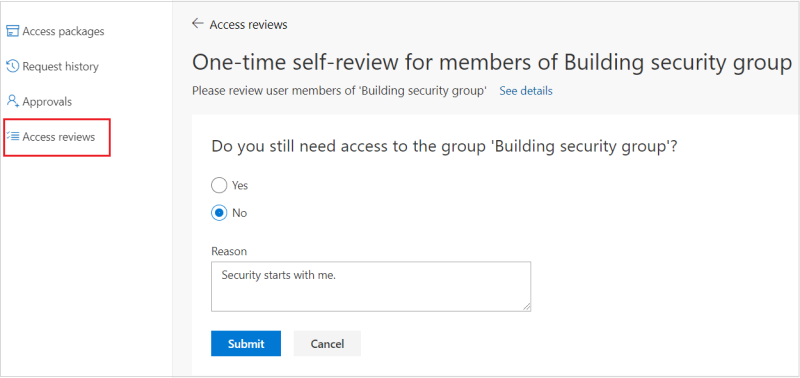 Access packages
Request history
Approvals
Access reviews
Access reviews
One-time self-review for members of Building security group
Please review user members of 'Building security group' See details
Do you still need access to the group 'Building security group'?
Yes
No
Reason
Security starts with me.
Submit Cancel